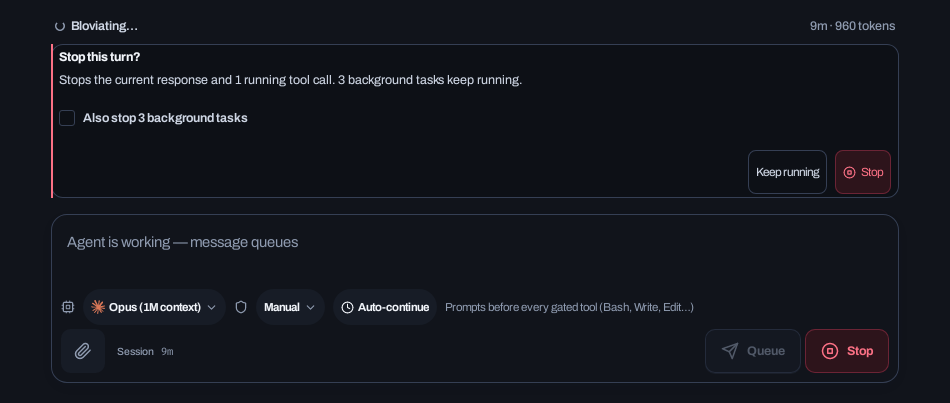 Bloviating... 9m · 960 tokens
Stop this turn?
Stops the current response and 1 running tool call. 3 background tasks keep running.
Also stop 3 background tasks
Keep running Stop
Agent is working — message queues
Opus (1M context) Manual Auto-continue Prompts before every gated tool (Bash, Write, Edit...)
Session 9m Queue Stop